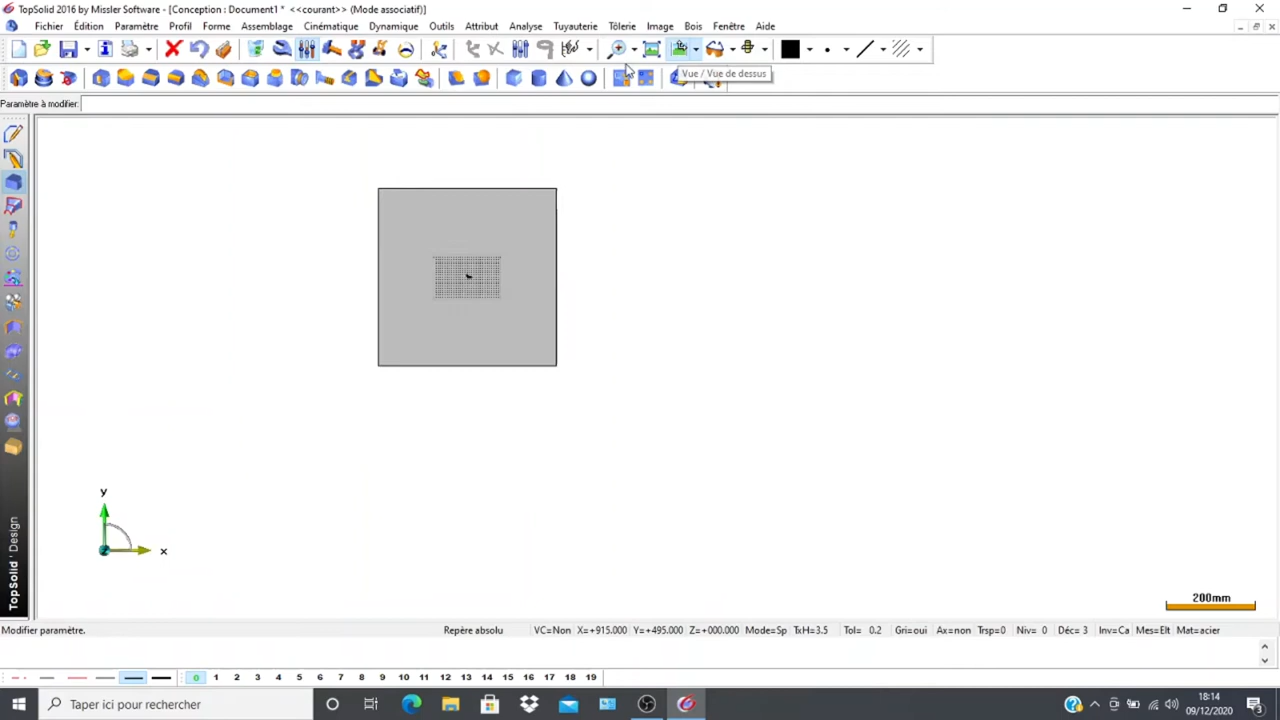 TopSolid 2016 by Missler Software - [Conception : Document1 * <<courant>> (Mode associatif)]
Fichier Édition Paramètre Profil Forme Assemblage Cinématique Dynamique Outils Attribut Analyse Tuyauterie Tôlerie Image Bois Fenêtre Aide
Vue / Vue de dessus
Paramètre à modifier:
y
x
TopSolid'Design
200mm
Modifier paramètre. Repère absolu VC=Non X=+915.000 Y=+495.000 Z=+000.000 Mode=Sp TxH=3.5 Tol= 0.2 Gri=oui Ax=non Trsp=0 Niv= 0 Déc= 3 Inv=Ca Mes=Elt Mat=acier
0 1 2 3 4 5 6 7 8 9 10 11 12 13 14 15 16 17 18 19
Taper ici pour rechercher
18:14
09/12/2020
3